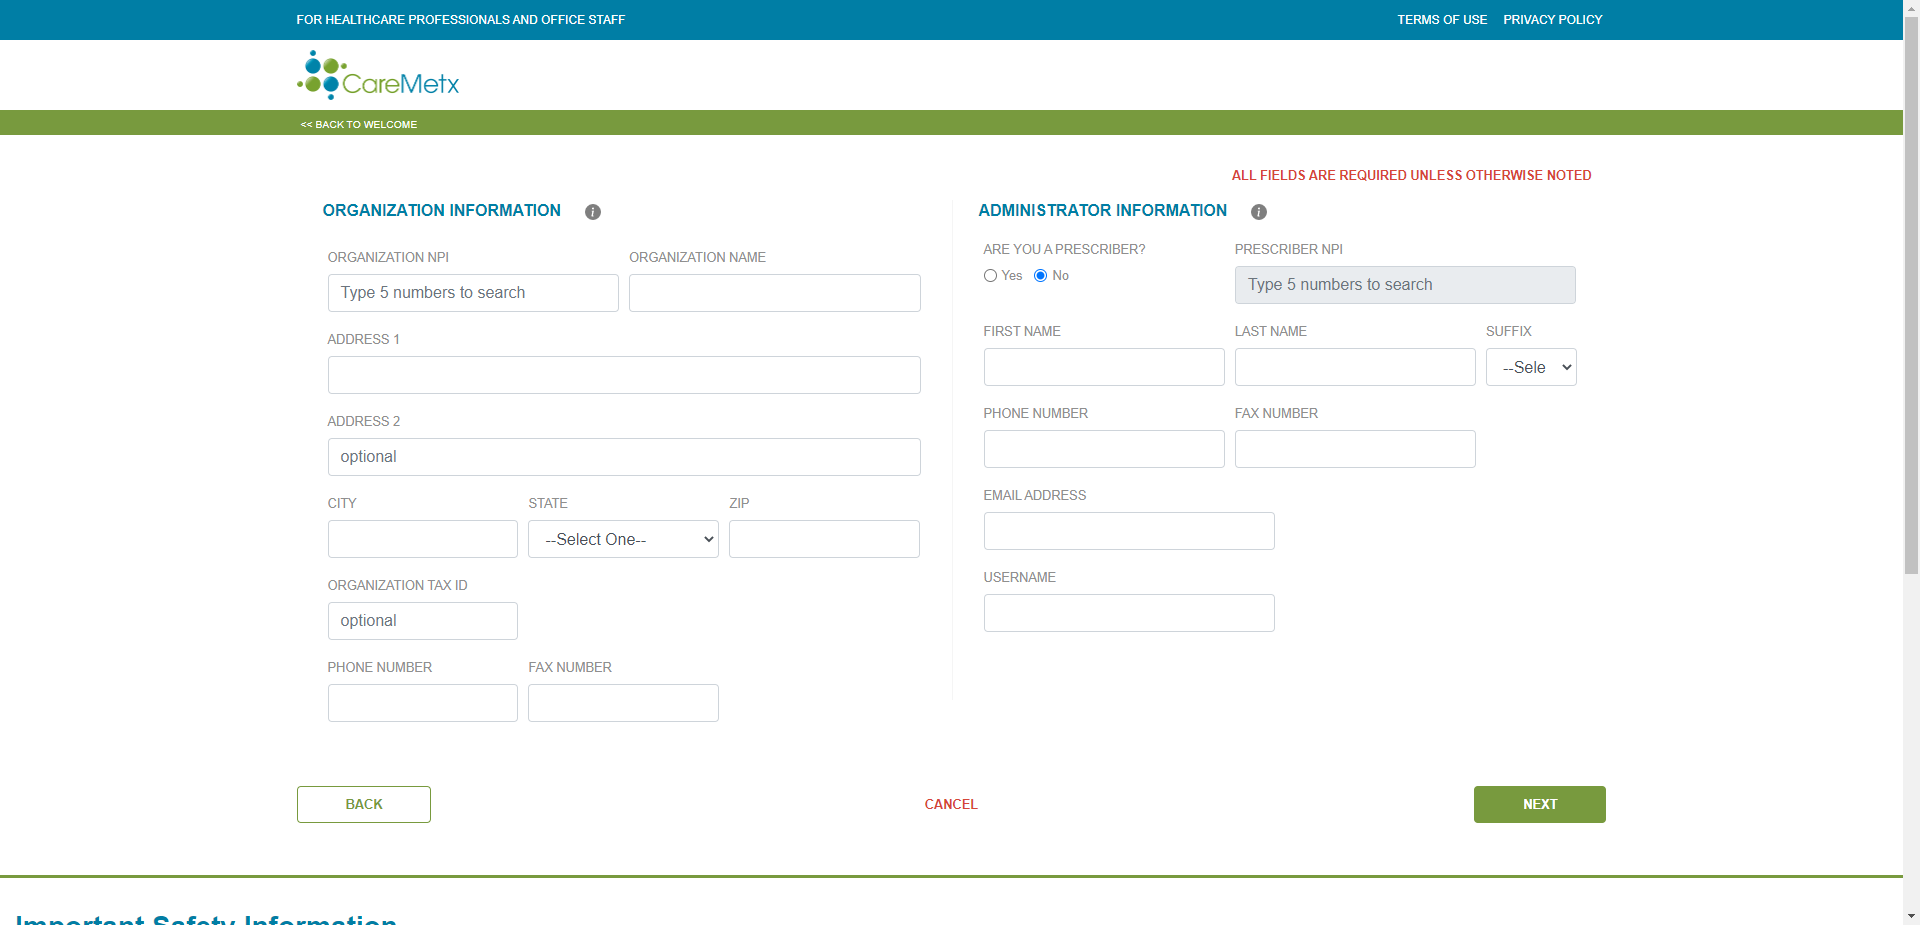 FOR HEALTHCARE PROFESSIONALS AND OFFICE STAFF TERMS OF USE PRIVACY POLICY
CareMetx
<< BACK TO WELCOME
ALL FIELDS ARE REQUIRED UNLESS OTHERWISE NOTED
ORGANIZATION INFORMATION i
ORGANIZATION NPI ORGANIZATION NAME
Type 5 numbers to search
ADDRESS 1
ADDRESS 2
optional
CITY STATE ZIP
--Select One--
ORGANIZATION TAX ID
optional
PHONE NUMBER FAX NUMBER
ADMINISTRATOR INFORMATION i
ARE YOU A PRESCRIBER? PRESCRIBER NPI
Yes No Type 5 numbers to search
FIRST NAME LAST NAME SUFFIX
--Sele
PHONE NUMBER FAX NUMBER
EMAIL ADDRESS
USERNAME
BACK CANCEL NEXT
Important Safety Information